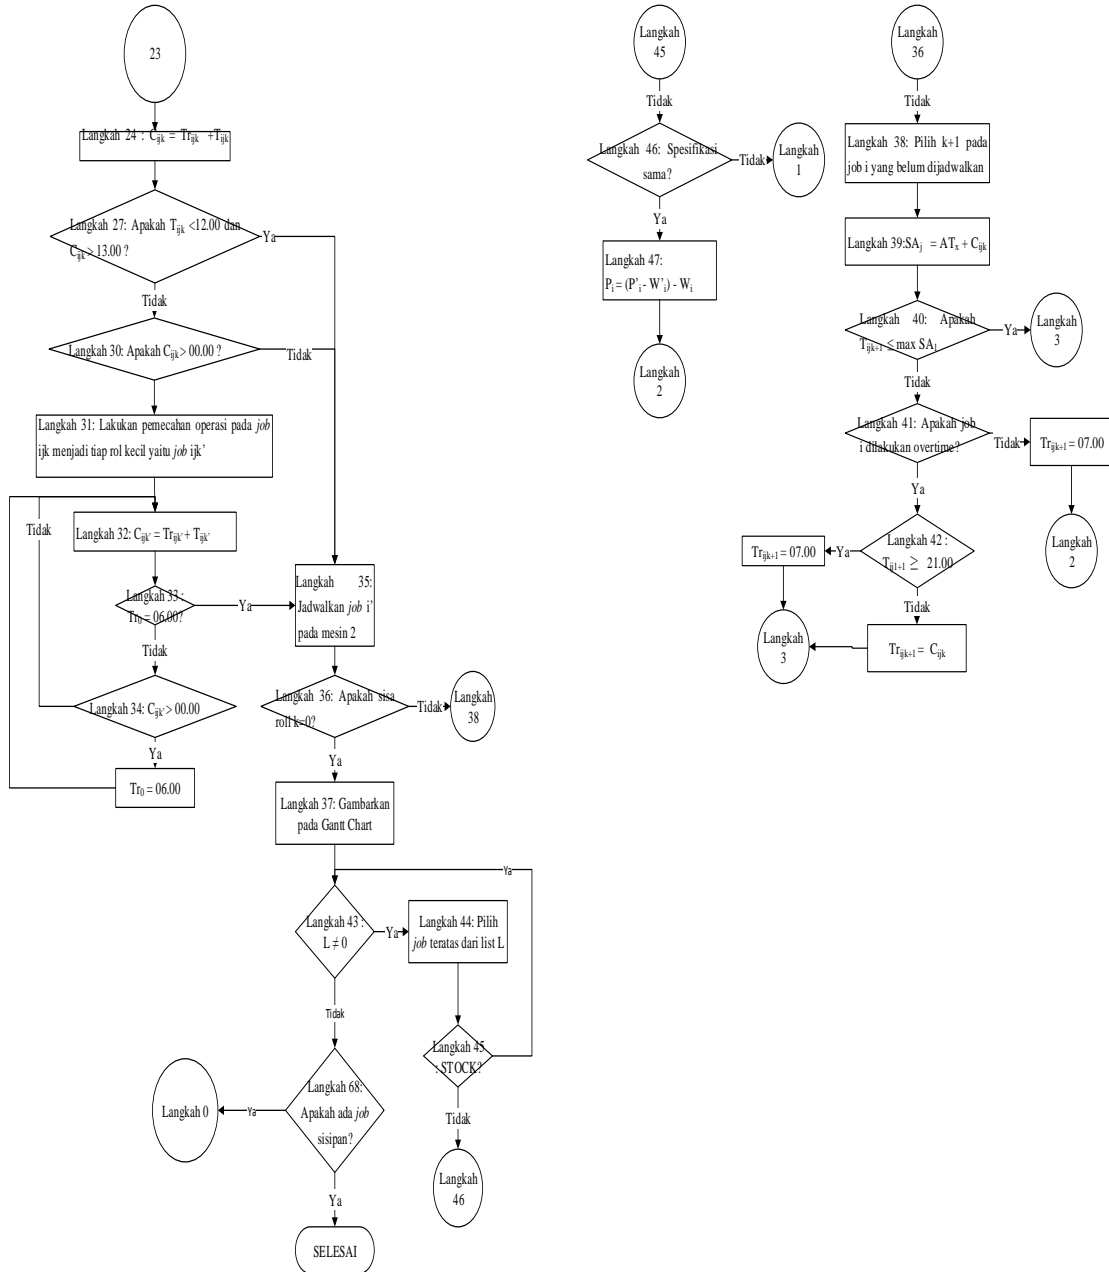 23
Langkah 24 : Cijk = Trijk +Tijk
Langkah 27: Apakah Tijk <12.00 dan
Cijk > 13.00 ?
Ya
Tidak
Langkah 30: Apakah Cijk > 00.00 ?
Tidak
Langkah 31: Lakukan pemecahan operasi pada job
ijk menjadi tiap rol kecil yaitu job ijk’
Tidak
Langkah 32: Cijk’ = Trijk’ + Tijk’
Langkah 33 :
Tr0 = 06.00?
Ya
Tidak
Langkah 34: Cijk’ > 00.00
Ya
Tr0 = 06.00
Langkah 35:
Jadwalkan job i’
pada mesin 2
Langkah 36: Apakah sisa
roll k=0?
Tidak
Langkah
38
Ya
Langkah 37: Gambarkan
pada Gantt Chart
Ya
Langkah 43 :
L ≠ 0
Ya
Langkah 44: Pilih
job teratas dari list L
Tidak
Langkah 45
: STOCK?
Tidak
Langkah
46
Langkah 68:
Apakah ada job
sisipan?
Ya
Langkah 0
Ya
SELESAI
Langkah
45
Tidak
Langkah 46: Spesifikasi
sama?
Tidak
Langkah
1
Ya
Langkah 47:
Pi = (P’i - W’i) - Wi
Langkah
2
Langkah
36
Tidak
Langkah 38: Pilih k+1 pada
job i yang belum dijadwalkan
Langkah 39:SAj = ATx + Cijk
Langkah 40: Apakah
Tijk+1 ≤ max SA1
Ya
Langkah
3
Tidak
Langkah 41: Apakah job
i dilakukan overtime?
Tidak
Trijk+1 = 07.00
Langkah
2
Ya
Langkah 42 :
Tij1+1 ≥ 21.00
Ya
Trijk+1 = 07.00
Tidak
Trijk+1 = Cijk
Langkah
3